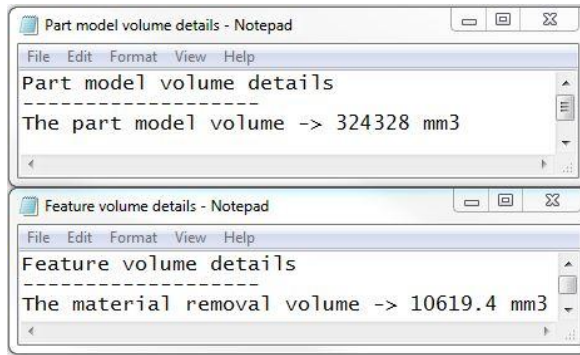 Part model volume details - Notepad
File Edit Format View Help
Part model volume details
-------------------
The part model volume -> 324328 mm3
Feature volume details - Notepad
File Edit Format View Help
Feature volume details
-------------------
The material removal volume -> 10619.4 mm3